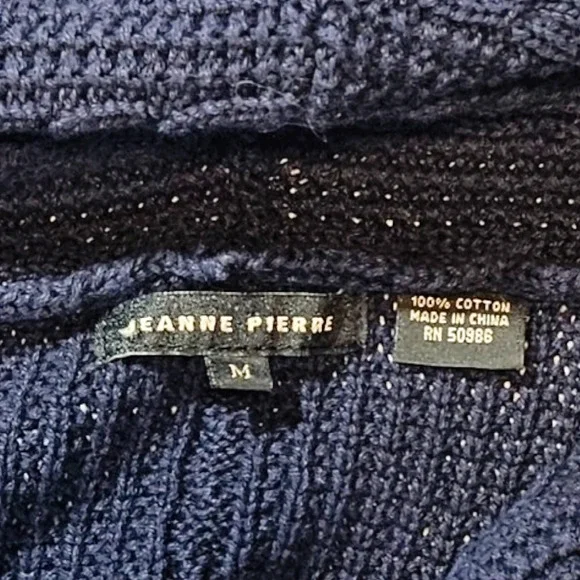 JEANNE PIERRE
M
100% COTTON
MADE IN CHINA
RN 50986